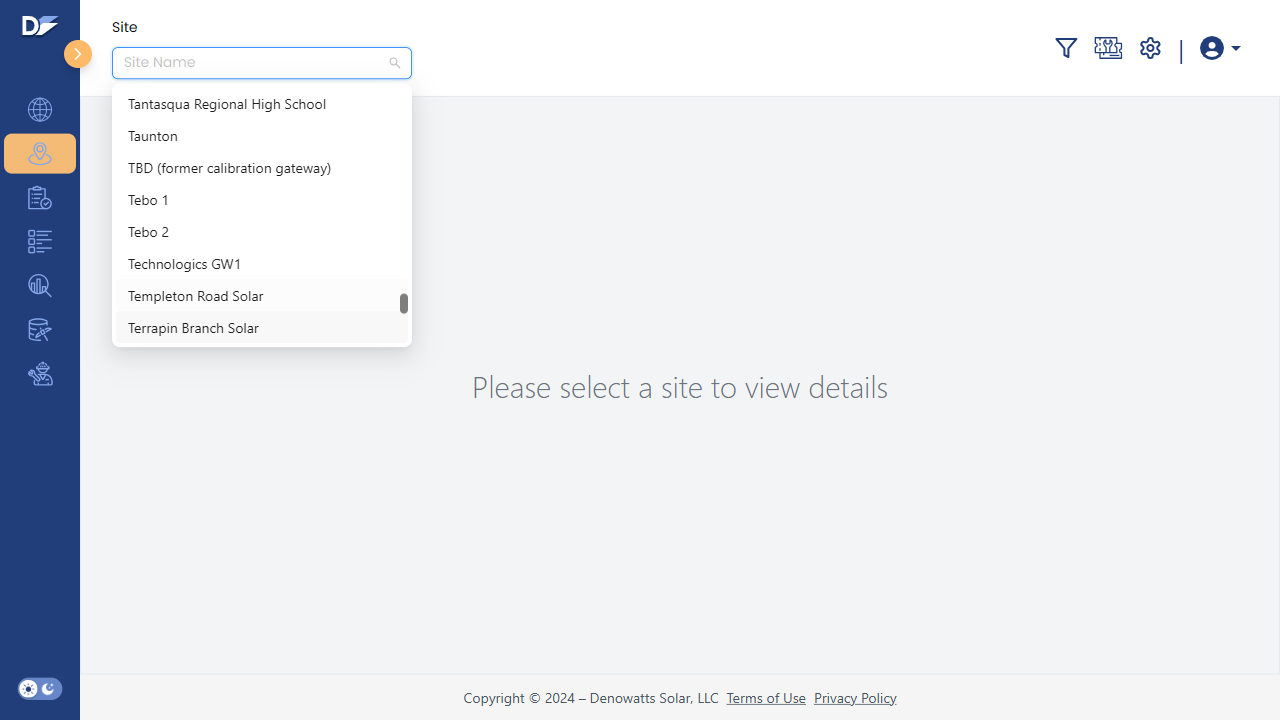 Site
Site Name
Tantasqua Regional High School
Taunton
TBD (former calibration gateway)
Tebo 1
Tebo 2
Technologics GW1
Templeton Road Solar
Terrapin Branch Solar
Please select a site to view details
Copyright © 2024 – Denowatts Solar, LLC Terms of Use Privacy Policy